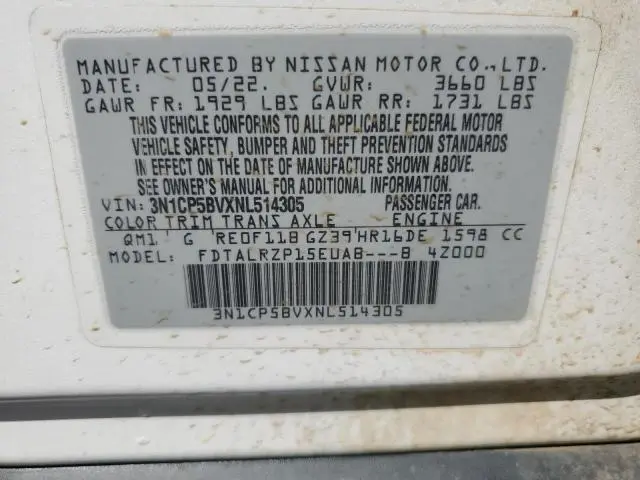 MANUFACTURED BY NISSAN MOTOR CO.,LTD.
DATE: 05/22. GVWR: 3660 LBS
GAWR FR: 1929 LBS GAWR RR: 1731 LBS
THIS VEHICLE CONFORMS TO ALL APPLICABLE FEDERAL MOTOR
VEHICLE SAFETY, BUMPER AND THEFT PREVENTION STANDARDS
IN EFFECT ON THE DATE OF MANUFACTURE SHOWN ABOVE.
SEE OWNER'S MANUAL FOR ADDITIONAL INFORMATION.
VIN: 3N1CP5BVXNL514305 PASSENGER CAR.
COLOR TRIM TRANS AXLE ENGINE
QM1 G RE0F11B GZ39 HR16DE 1598 CC
MODEL: FDTALRZP15EUAB---B 4Z000
3N1CP5BVXNL514305